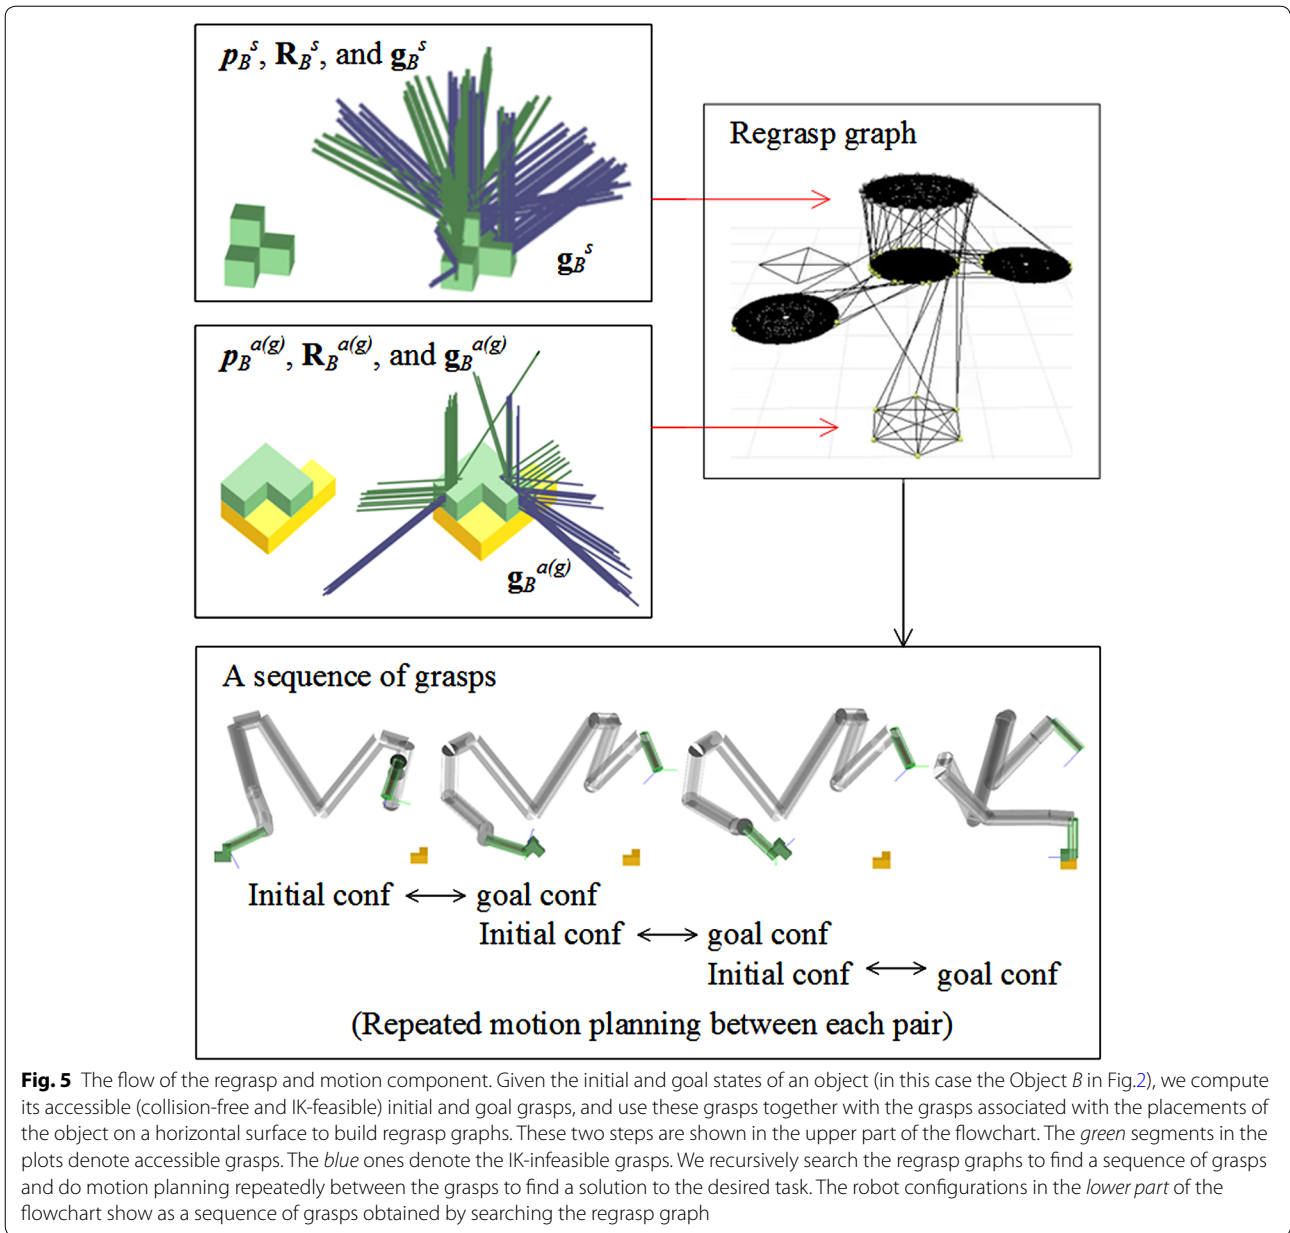 p_B^s, R_B^s, and g_B^s
g_B^s
Regrasp graph
p_B^a(g), R_B^a(g), and g_B^a(g)
g_B^a(g)
A sequence of grasps
Initial conf ⟷ goal conf
Initial conf ⟷ goal conf
Initial conf ⟷ goal conf
(Repeated motion planning between each pair)
Fig. 5 The flow of the regrasp and motion component. Given the initial and goal states of an object (in this case the Object B in Fig.2), we compute
its accessible (collision-free and IK-feasible) initial and goal grasps, and use these grasps together with the grasps associated with the placements of
the object on a horizontal surface to build regrasp graphs. These two steps are shown in the upper part of the flowchart. The green segments in the
plots denote accessible grasps. The blue ones denote the IK-infeasible grasps. We recursively search the regrasp graphs to find a sequence of grasps
and do motion planning repeatedly between the grasps to find a solution to the desired task. The robot configurations in the lower part of the
flowchart show as a sequence of grasps obtained by searching the regrasp graph